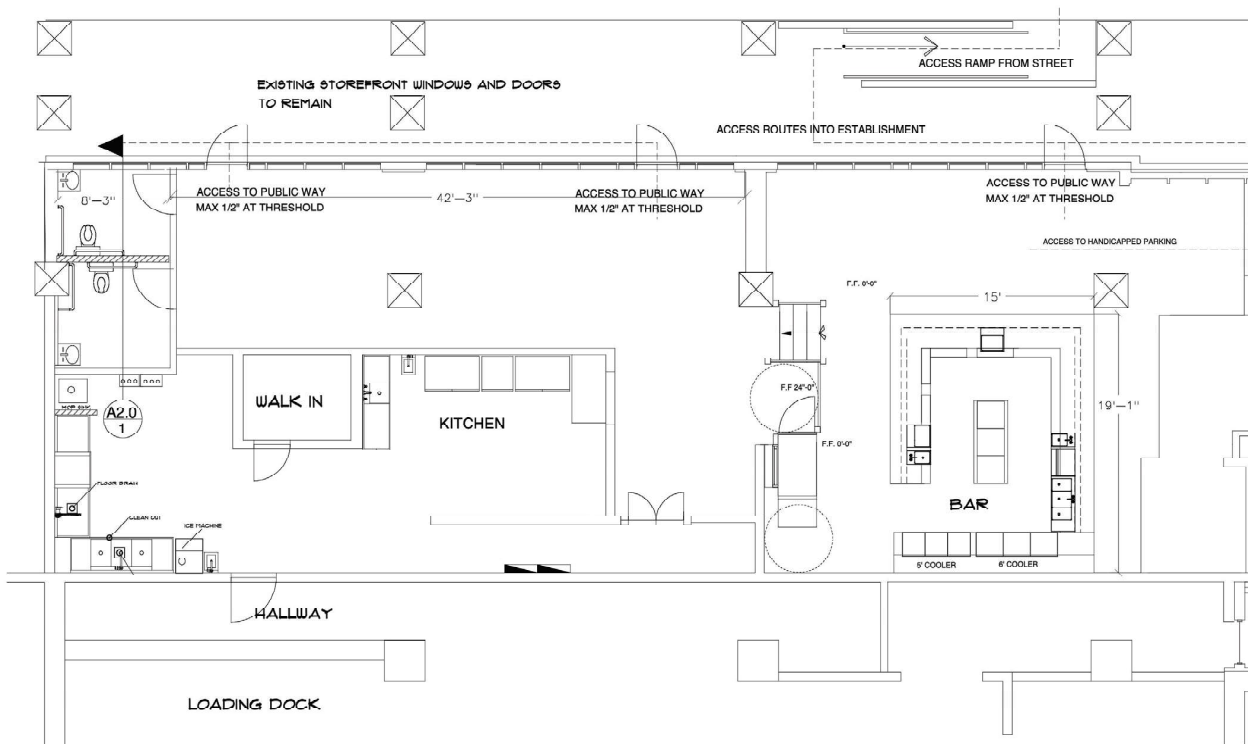 ACCESS RAMP FROM STREET
EXISTING STOREFRONT WINDOWS AND DOORS
TO REMAIN
ACCESS ROUTES INTO ESTABLISHMENT
8'-3"
ACCESS TO PUBLIC WAY
MAX 1/2" AT THRESHOLD
42'-3"
ACCESS TO PUBLIC WAY
MAX 1/2" AT THRESHOLD
ACCESS TO PUBLIC WAY
MAX 1/2" AT THRESHOLD
ACCESS TO HANDICAPPED PARKING
F.F. 0'-0"
15'
F.F 24"-0"
WALK IN
KITCHEN
MOP SINK
A2.0
1
19'-1"
F.F. 0'-0"
FLOOR DRAIN
CLEAN OUT
ICE MACHINE
BAR
5' COOLER
6' COOLER
HALLWAY
LOADING DOCK